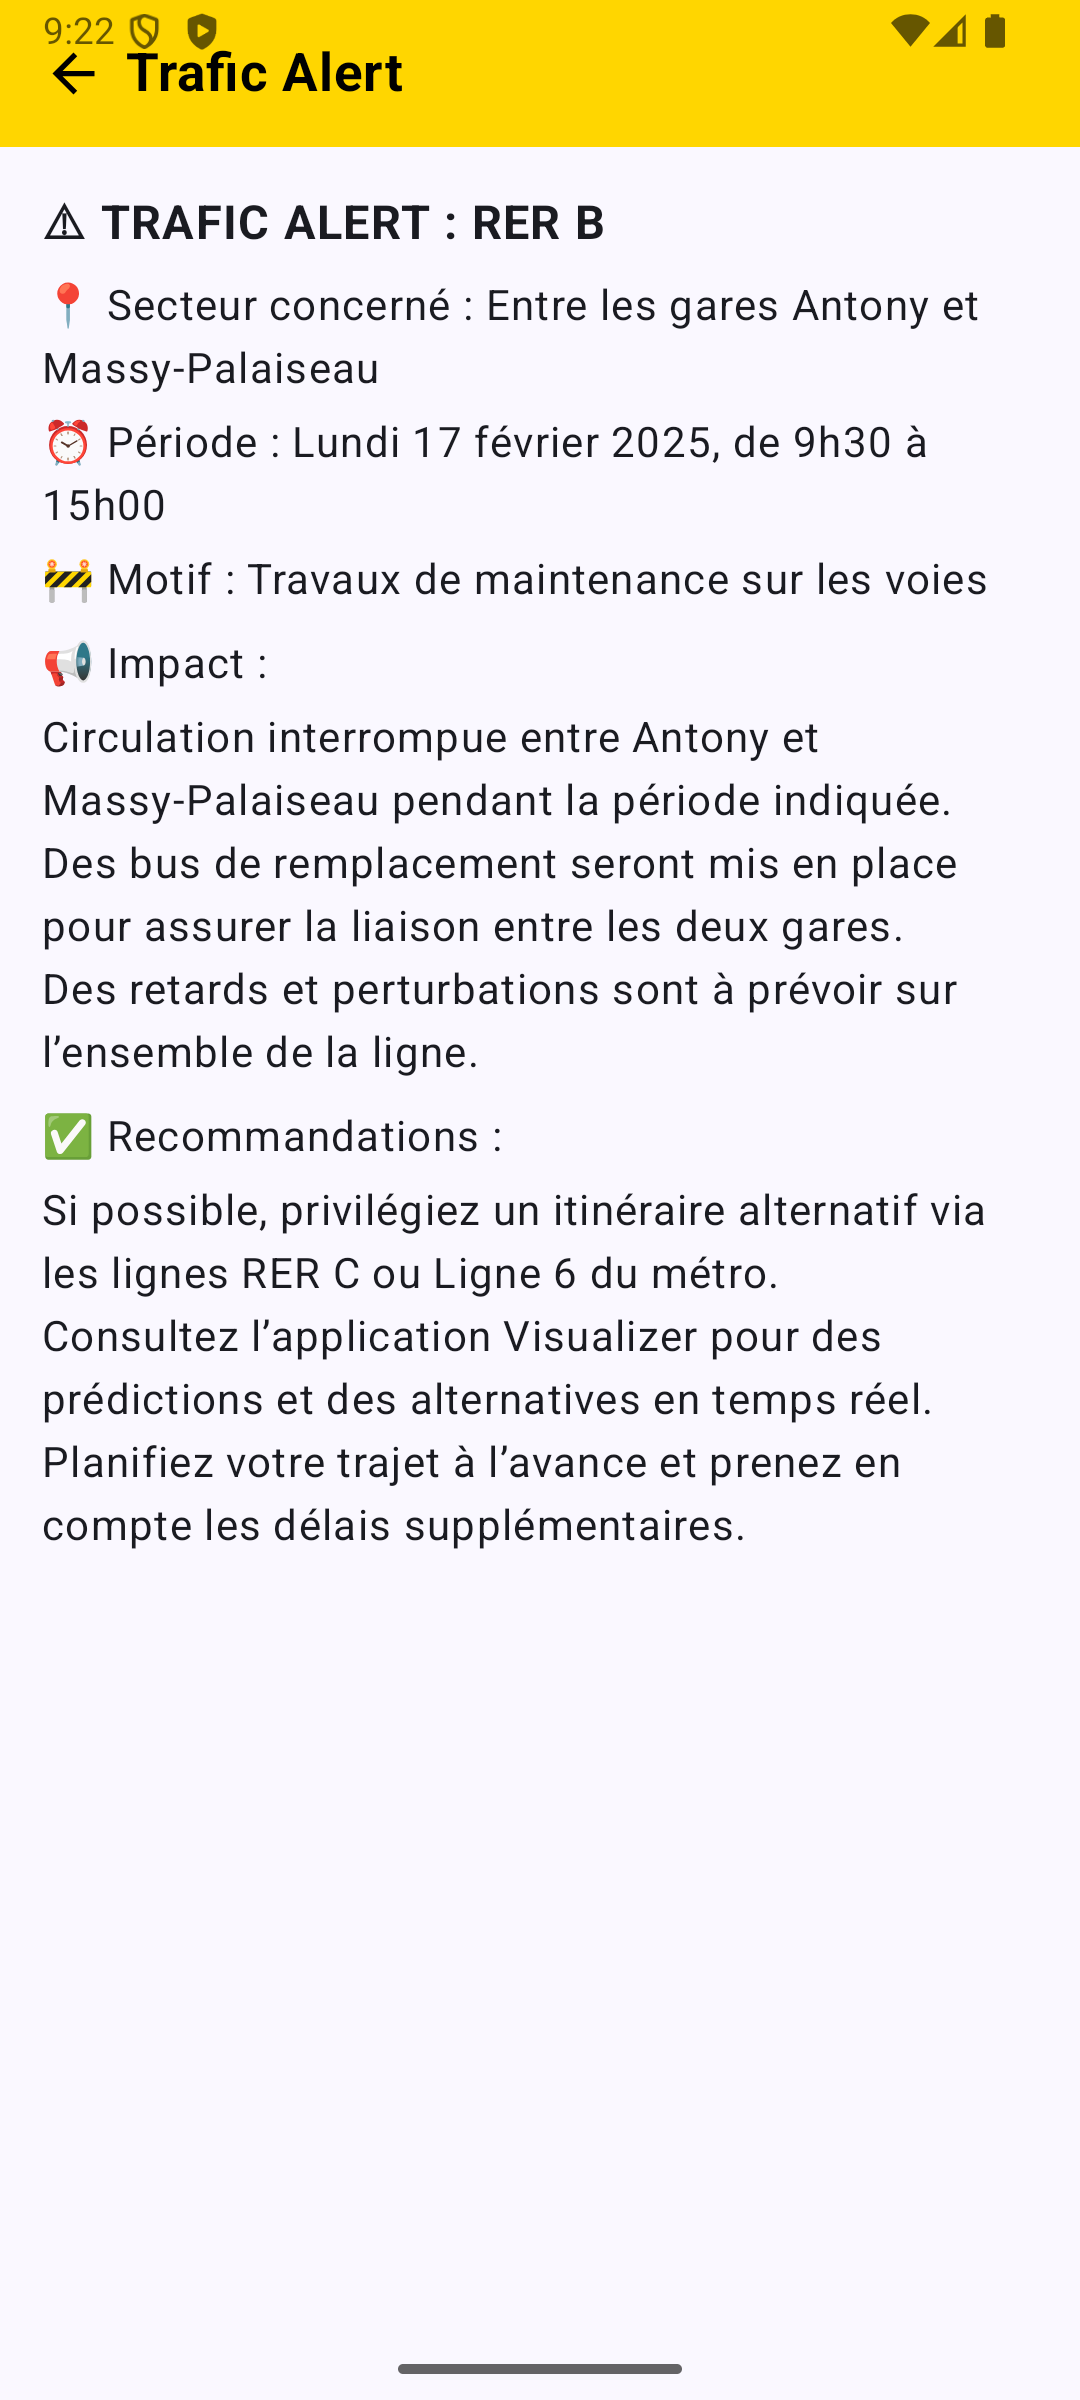 9:22
Trafic Alert
⚠ TRAFIC ALERT : RER B
📍 Secteur concerné : Entre les gares Antony et
Massy-Palaiseau
⏰ Période : Lundi 17 février 2025, de 9h30 à
15h00
🚧 Motif : Travaux de maintenance sur les voies
📢 Impact :
Circulation interrompue entre Antony et
Massy-Palaiseau pendant la période indiquée.
Des bus de remplacement seront mis en place
pour assurer la liaison entre les deux gares.
Des retards et perturbations sont à prévoir sur
l’ensemble de la ligne.
✅ Recommandations :
Si possible, privilégiez un itinéraire alternatif via
les lignes RER C ou Ligne 6 du métro.
Consultez l’application Visualizer pour des
prédictions et des alternatives en temps réel.
Planifiez votre trajet à l’avance et prenez en
compte les délais supplémentaires.